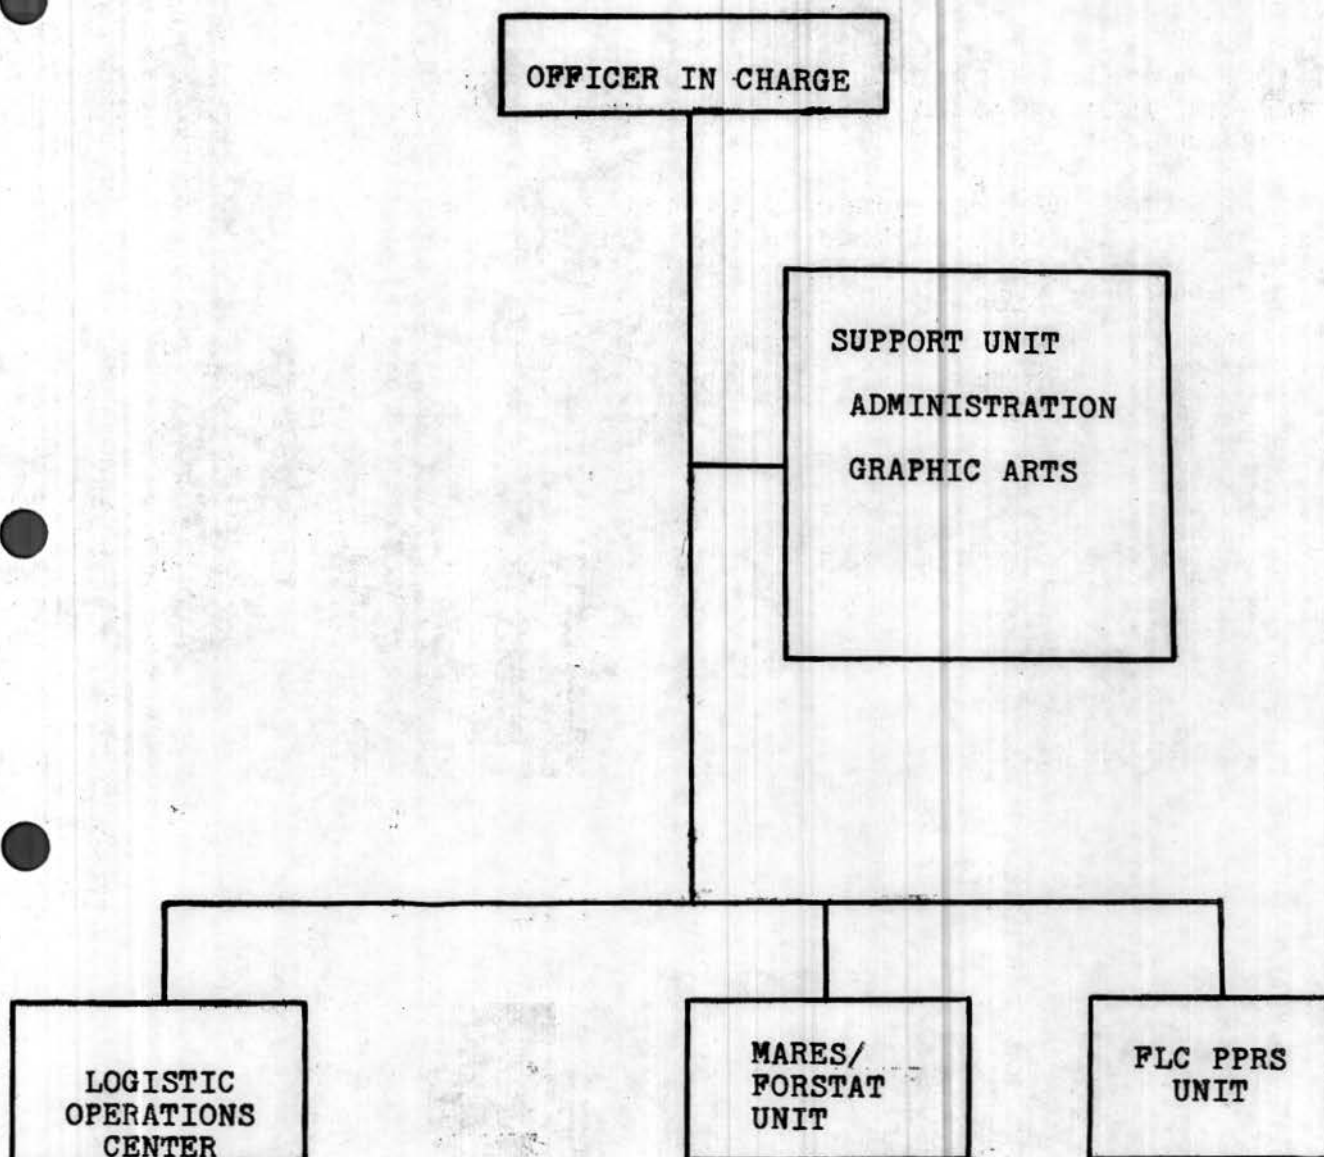 OFFICER IN CHARGE
SUPPORT UNIT
ADMINISTRATION
GRAPHIC ARTS
LOGISTIC
OPERATIONS
CENTER
MARES/
FORSTAT
UNIT
FLC PPRS
UNIT